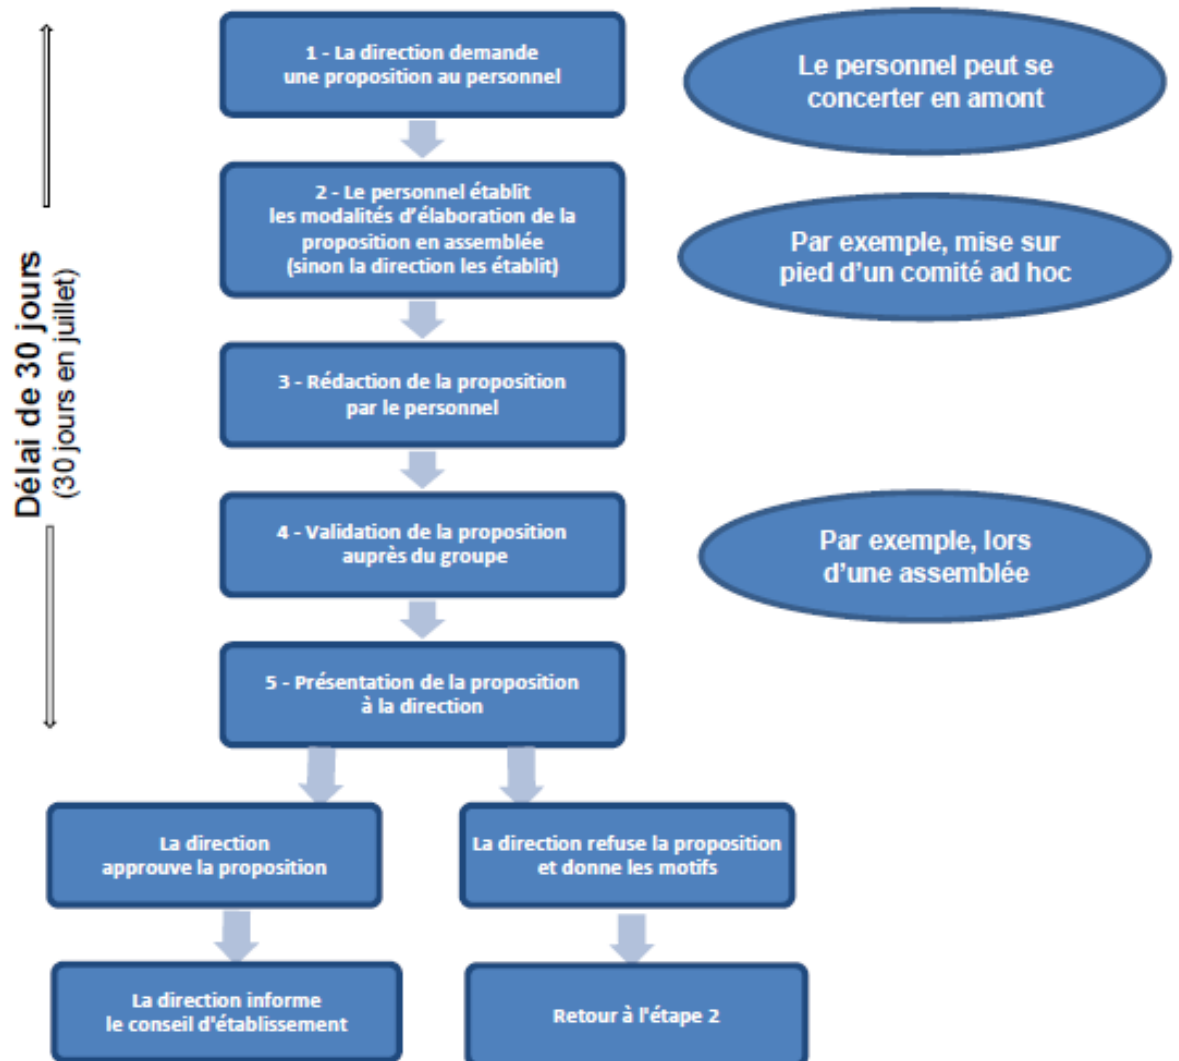 1 - La direction demande
une proposition au personnel
Le personnel peut se
concerter en amont
2 - Le personnel établit
les modalités d'élaboration de la
proposition en assemblée
(sinon la direction les établit)
Par exemple, mise sur
pied d'un comité ad hoc
Délai de 30 jours
(30 jours en juillet)
3 - Rédaction de la proposition
par le personnel
4 - Validation de la proposition
auprès du groupe
Par exemple, lors
d'une assemblée
5 - Présentation de la proposition
à la direction
La direction
approuve la proposition
La direction refuse la proposition
et donne les motifs
La direction informe
le conseil d'établissement
Retour à l'étape 2